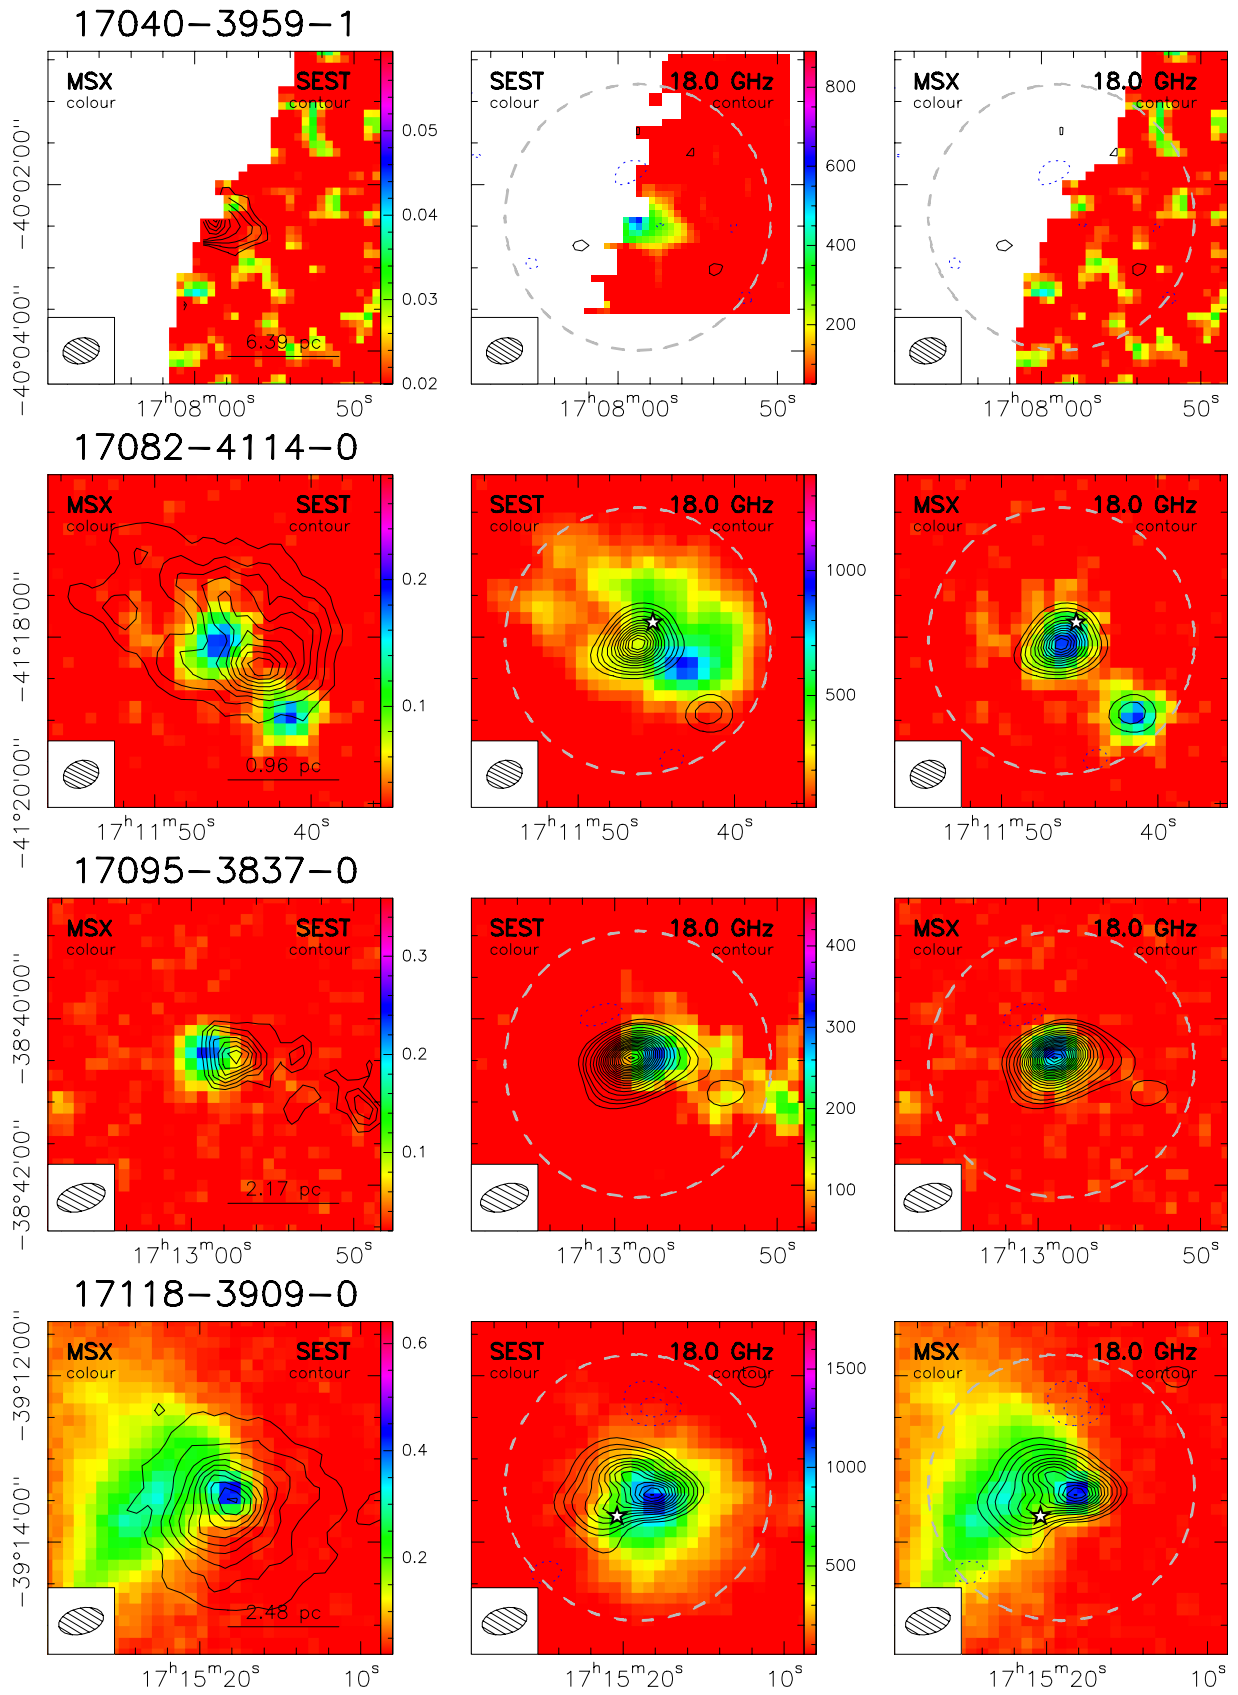 17040−3959−1
MSX SEST
colour contour
SEST 18.0 GHz
colour contour
MSX 18.0 GHz
colour contour
0.05
0.04
0.03
0.02
800
600
400
200
−40°02'00''
−40°04'00''
6.39 pc
17h08m00s 50s
17h08m00s 50s
17h08m00s 50s
17082−4114−0
MSX SEST
colour contour
SEST 18.0 GHz
colour contour
MSX 18.0 GHz
colour contour
0.2
0.1
1000
500
−41°18'00''
−41°20'00''
0.96 pc
17h11m50s 40s
17h11m50s 40s
17h11m50s 40s
17095−3837−0
MSX SEST
colour contour
SEST 18.0 GHz
colour contour
MSX 18.0 GHz
colour contour
0.3
0.2
0.1
400
300
200
100
−38°40'00''
−38°42'00''
2.17 pc
17h13m00s 50s
17h13m00s 50s
17h13m00s 50s
17118−3909−0
MSX SEST
colour contour
SEST 18.0 GHz
colour contour
MSX 18.0 GHz
colour contour
0.6
0.4
0.2
1500
1000
500
−39°12'00''
−39°14'00''
2.48 pc
17h15m20s 10s
17h15m20s 10s
17h15m20s 10s